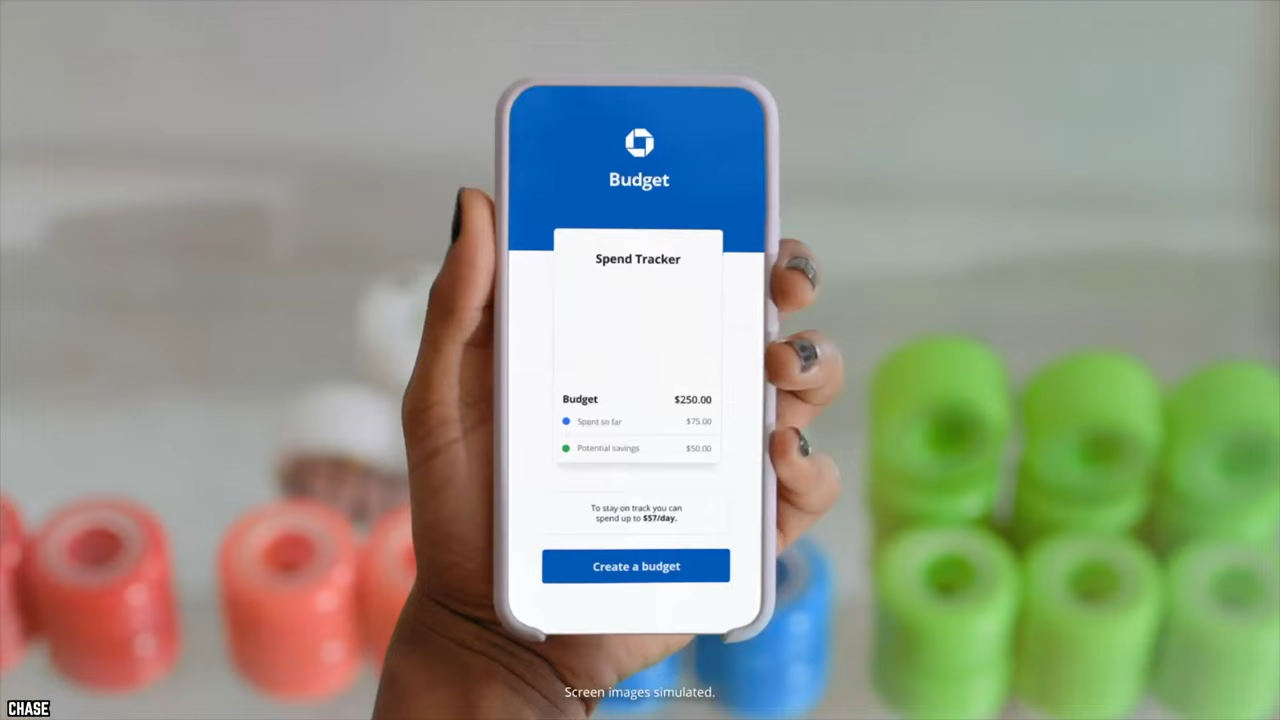 Budget
Spend Tracker
Budget $250.00
Spent so far $75.00
Potential savings $50.00
To stay on track you can
spend up to $57/day.
Create a budget
Screen images simulated.
CHASE